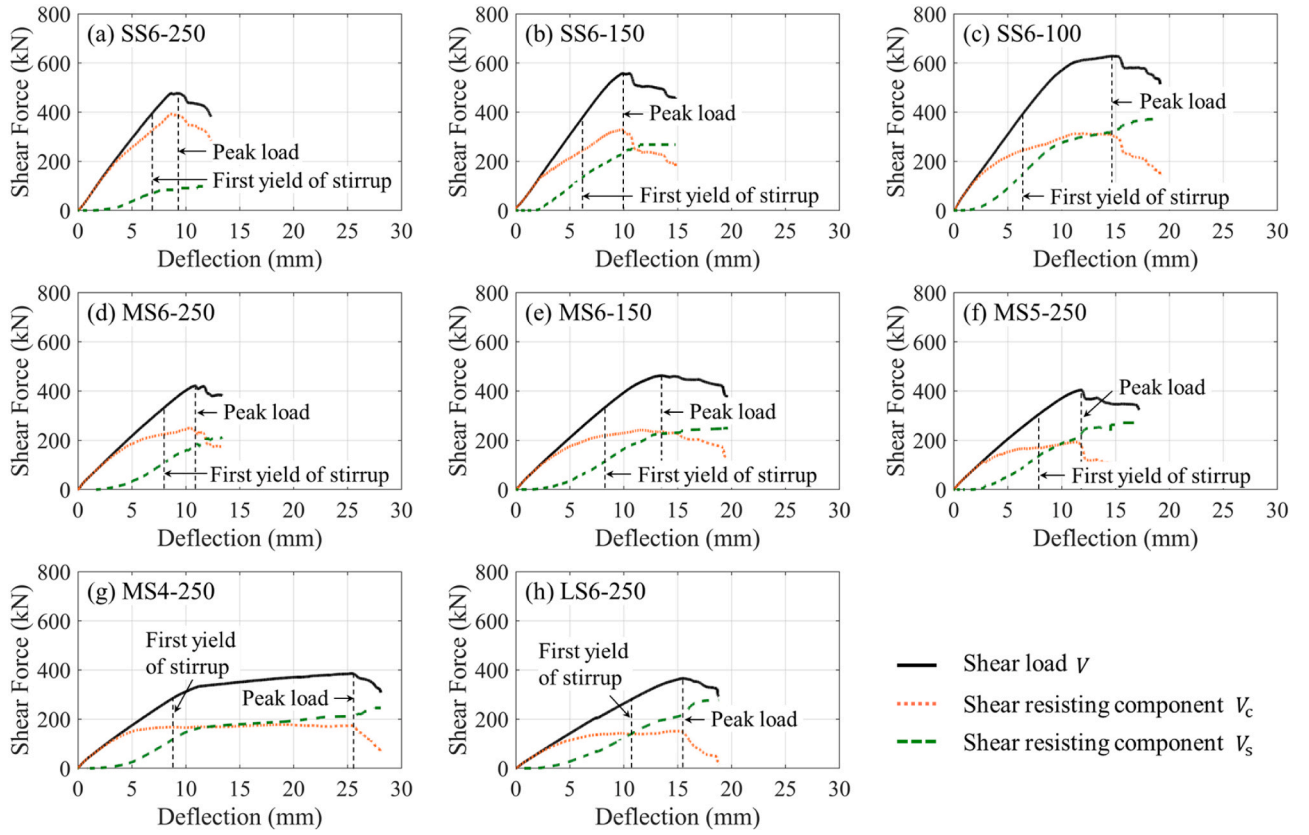 (a) SS6-250
Shear Force (kN)
800
600
400
200
0
Peak load
First yield of stirrup
0 5 10 15 20 25 30
Deflection (mm)
(b) SS6-150
Shear Force (kN)
800
600
400
200
0
Peak load
First yield of stirrup
0 5 10 15 20 25 30
Deflection (mm)
(c) SS6-100
Shear Force (kN)
800
600
400
200
0
Peak load
First yield of stirrup
0 5 10 15 20 25 30
Deflection (mm)
(d) MS6-250
Shear Force (kN)
800
600
400
200
0
Peak load
First yield of stirrup
0 5 10 15 20 25 30
Deflection (mm)
(e) MS6-150
Shear Force (kN)
800
600
400
200
0
Peak load
First yield of stirrup
0 5 10 15 20 25 30
Deflection (mm)
(f) MS5-250
Shear Force (kN)
800
600
400
200
0
Peak load
First yield of stirrup
0 5 10 15 20 25 30
Deflection (mm)
(g) MS4-250
Shear Force (kN)
800
600
400
200
0
First yield
of stirrup
Peak load
0 5 10 15 20 25 30
Deflection (mm)
(h) LS6-250
Shear Force (kN)
800
600
400
200
0
First yield
of stirrup
Peak load
0 5 10 15 20 25 30
Deflection (mm)
Shear load V
Shear resisting component Vc
Shear resisting component Vs